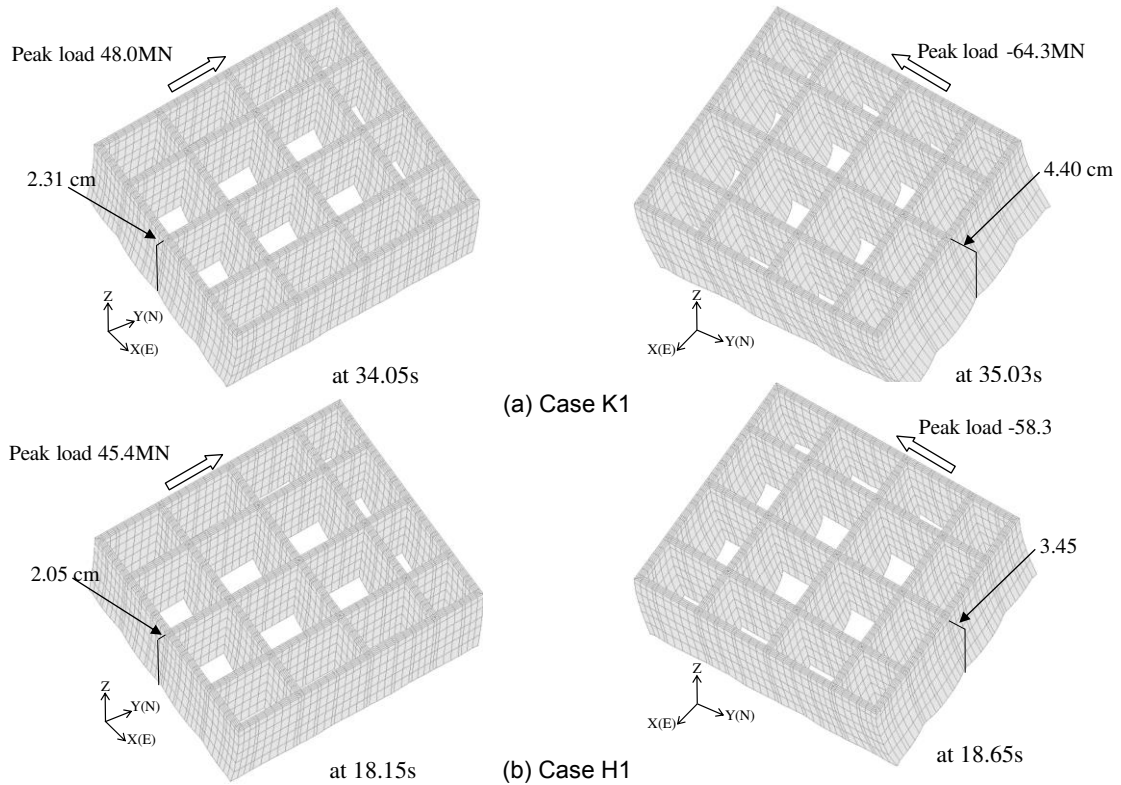 Peak load 48.0MN
2.31 cm
Z
Y(N)
X(E)
at 34.05s
Peak load -64.3MN
4.40 cm
Z
X(E)
Y(N)
at 35.03s
(a) Case K1
Peak load 45.4MN
2.05 cm
Z
Y(N)
X(E)
at 18.15s
Peak load -58.3
3.45
Z
X(E)
Y(N)
at 18.65s
(b) Case H1